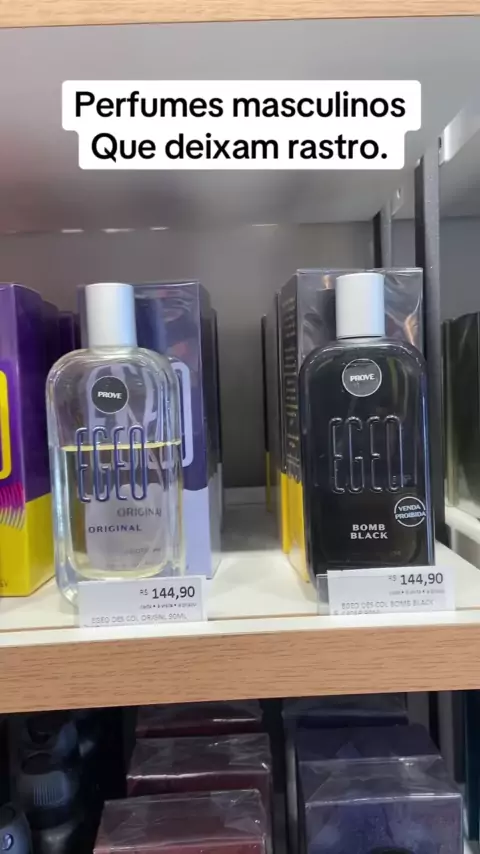 Perfumes masculinos
Que deixam rastro.
PROVE
EGEO
ORIGINAL
ORIGINAL
R$ 144,90
EGEO DES COL ORIGINL 90ML
PROVE
EGEO
VENDA
PROIBIDA
BOMB
BLACK
R$ 144,90
EGEO DES COL BOMB BLACK